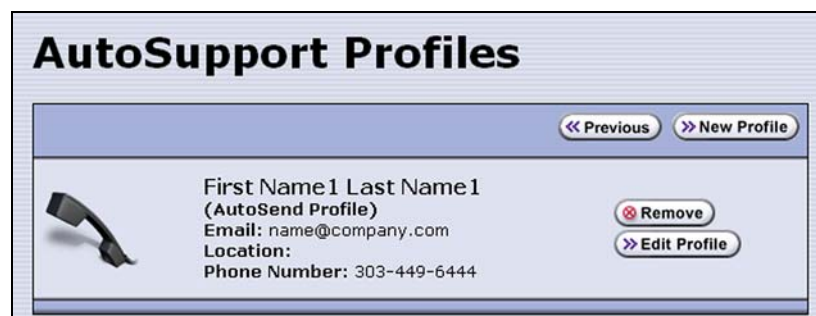 AutoSupport Profiles
Previous New Profile
First Name1 Last Name1
(AutoSend Profile)
Remove
Email: name@company.com
Edit Profile
Location:
Phone Number: 303-449-6444